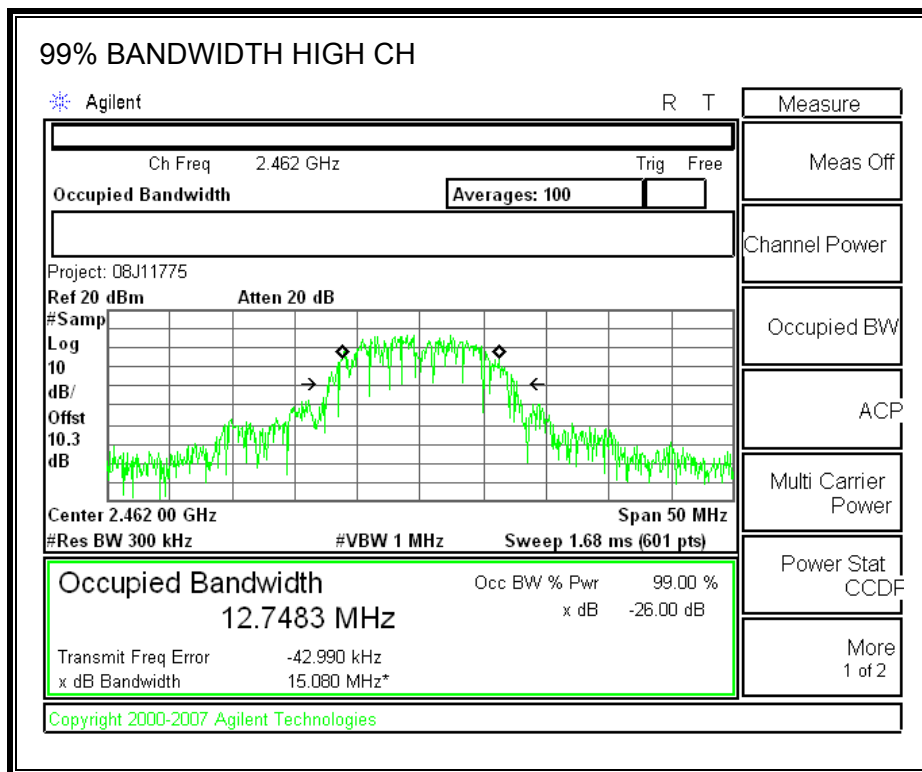 99% BANDWIDTH HIGH CH
Agilent R T
Measure
Ch Freq 2.462 GHz Trig Free
Meas Off
Occupied Bandwidth Averages: 100
Channel Power
Project: 08J11775
Ref 20 dBm Atten 20 dB
#Samp
Log
10
dB/
Offst
10.3
dB
Occupied BW
ACP
Multi Carrier
Power
Center 2.462 00 GHz Span 50 MHz
#Res BW 300 kHz #VBW 1 MHz Sweep 1.68 ms (601 pts)
Power Stat
CCDF
Occupied Bandwidth Occ BW % Pwr 99.00 %
12.7483 MHz x dB -26.00 dB
Transmit Freq Error -42.990 kHz
x dB Bandwidth 15.080 MHz*
More
1 of 2
Copyright 2000-2007 Agilent Technologies